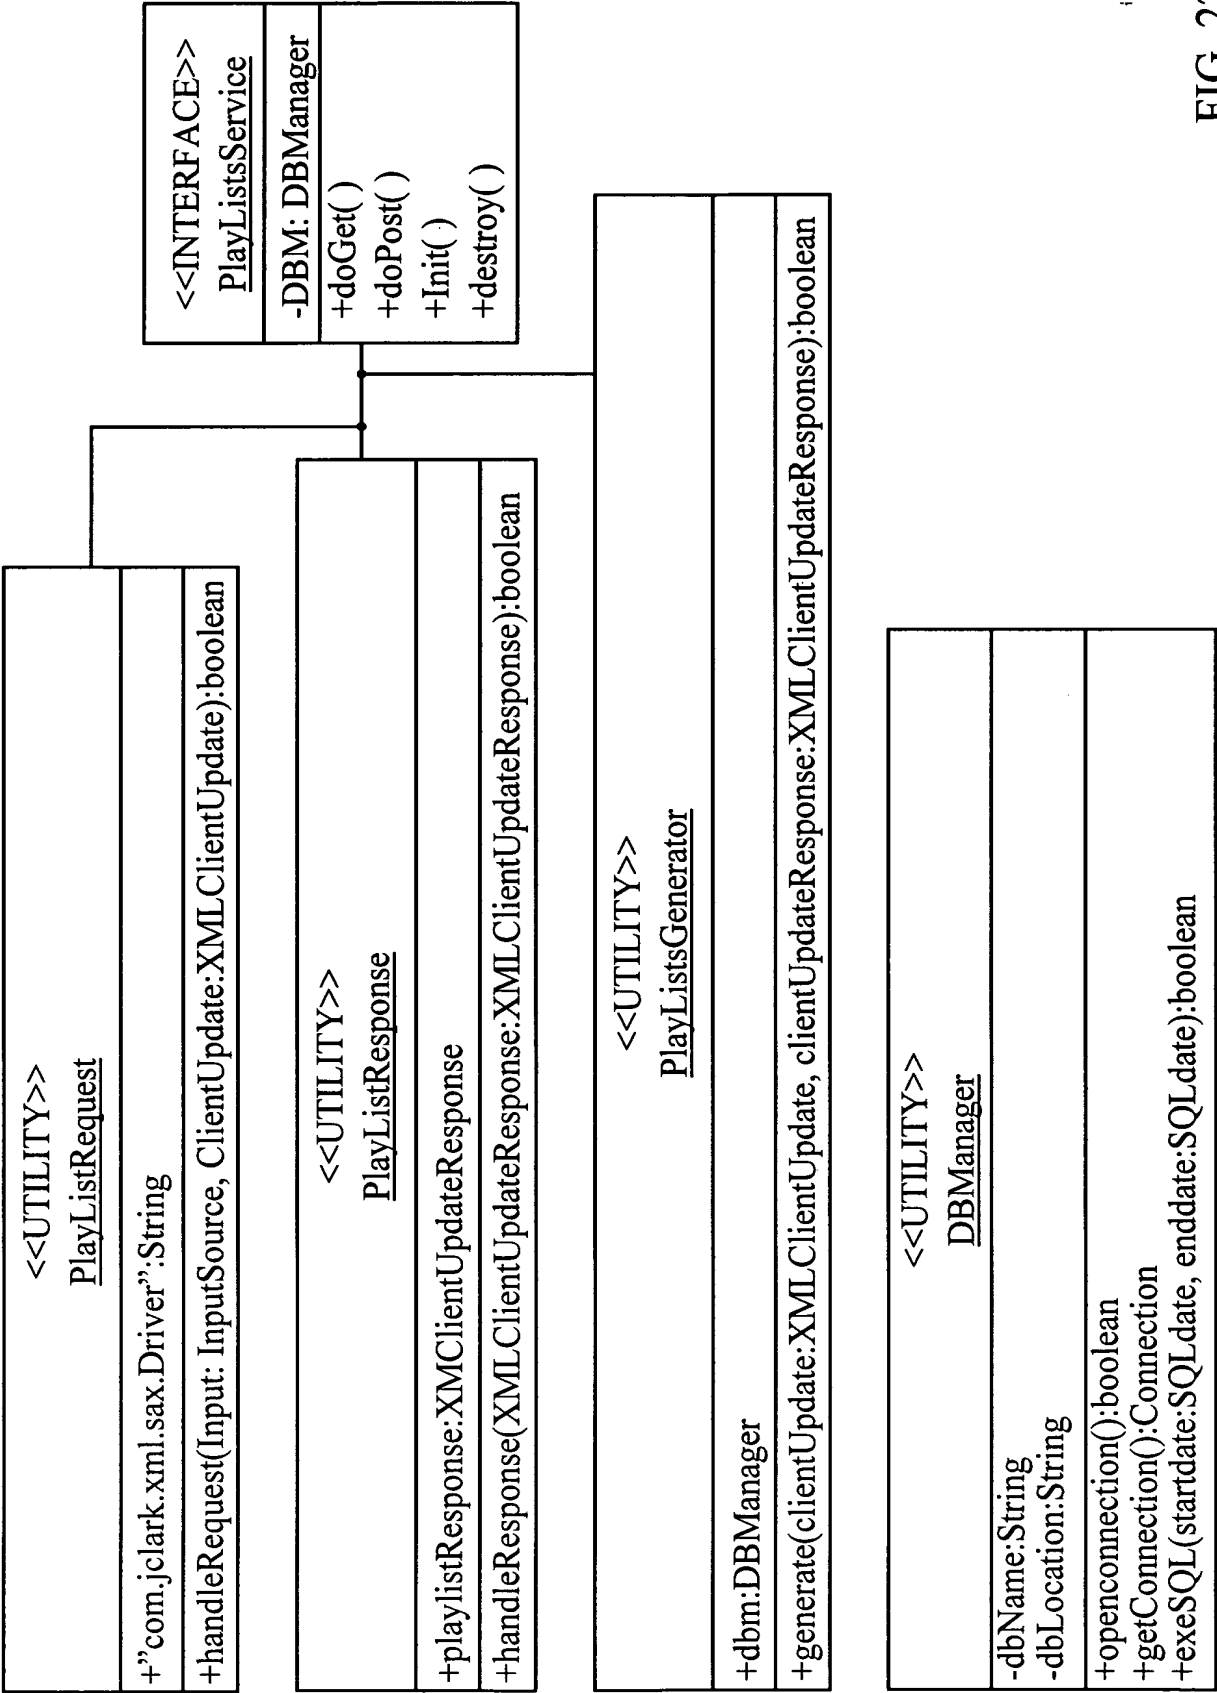 <<UTILITY>>
PlayListRequest
+”com.jclark.xml.sax.Driver”:String
+handleRequest(Input: InputSource, ClientUpdate:XMLClientUpdate):boolean
<<INTERFACE>>
PlayListsService
-DBM: DBManager
+doGet( )
+doPost( )
+Init( )
+destroy( )
<<UTILITY>>
PlayListResponse
+playlistResponse:XMClientUpdateResponse
+handleResponse(XMLClientUpdateResponse:XMLClientUpdateResponse):boolean
<<UTILITY>>
PlayListsGenerator
+dbm:DBManager
+generate(clientUpdate:XMLClientUpdate, clientUpdateResponse:XMLClientUpdateResponse):boolean
<<UTILITY>>
DBManager
-dbName:String
-dbLocation:String
+openconnection():boolean
+getConnection():Connection
+exeSQL(startdate:SQLdate, enddate:SQLdate):boolean
FIG.